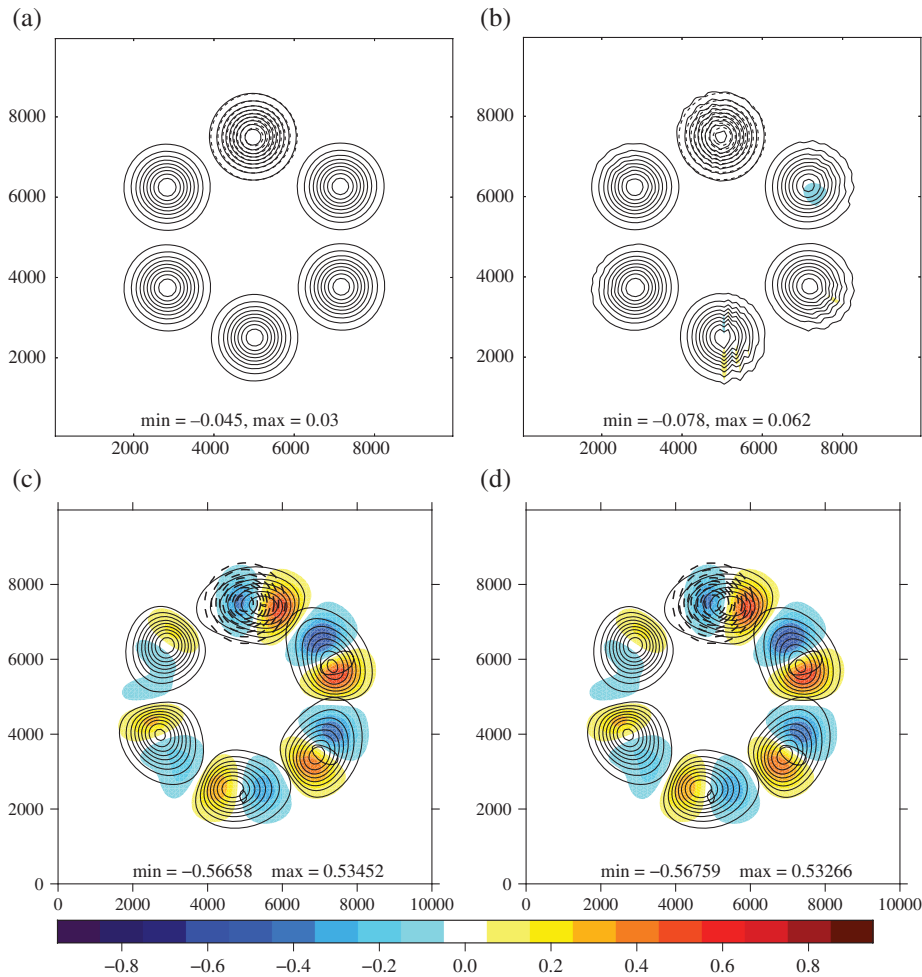 (a)
(b)
8000
6000
4000
2000
min = –0.045, max = 0.03
2000 4000 6000 8000
8000
6000
4000
2000
min = –0.078, max = 0.062
2000 4000 6000 8000
(c)
(d)
8000
6000
4000
2000
0
min = –0.56658 max = 0.53452
0 2000 4000 6000 8000 10000
8000
6000
4000
2000
0
min = –0.56759 max = 0.53266
0 2000 4000 6000 8000 10000
–0.8 –0.6 –0.4 –0.2 0.0 0.2 0.4 0.6 0.8